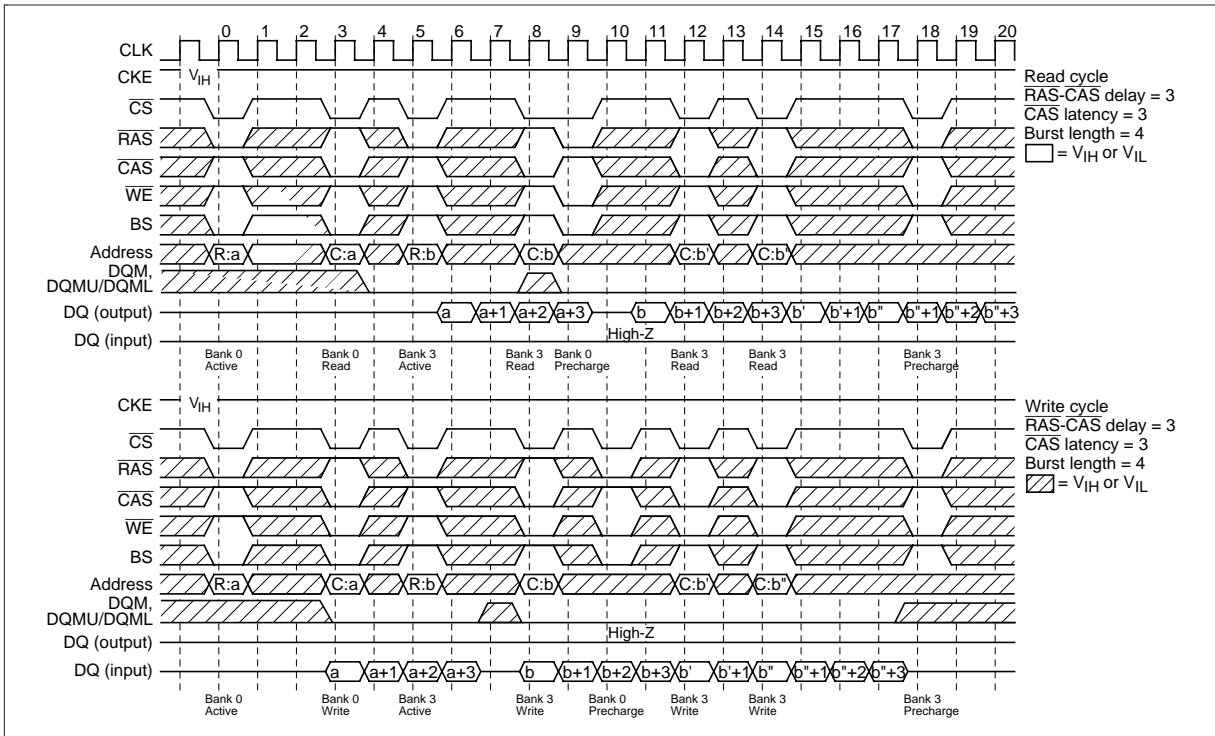 0 1 2 3 4 5 6 7 8 9 10 11 12 13 14 15 16 17 18 19 20
CLK
CKE VIH
CS
RAS
CAS
WE
BS
Address R:a C:a R:b C:b C:b' C:b'
DQM,
DQMU/DQML
DQ (output) a a+1 a+2 a+3 b b+1 b+2 b+3 b' b'+1 b" b"+1 b"+2 b"+3
High-Z
DQ (input)
Bank 0 Bank 0 Bank 3 Bank 3 Bank 0 Bank 3 Bank 3 Bank 3
Active Read Active Read Precharge Read Read Precharge
Read cycle
RAS-CAS delay = 3
CAS latency = 3
Burst length = 4
= VIH or VIL
CKE VIH
CS
RAS
CAS
WE
BS
Address R:a C:a R:b C:b C:b' C:b"
DQM,
DQMU/DQML
High-Z
DQ (output)
DQ (input) a a+1 a+2 a+3 b b+1 b+2 b+3 b' b'+1 b" b"+1 b"+2 b"+3
Bank 0 Bank 0 Bank 3 Bank 3 Bank 0 Bank 3 Bank 3 Bank 3
Active Write Active Write Precharge Write Write Precharge
Write cycle
RAS-CAS delay = 3
CAS latency = 3
Burst length = 4
= VIH or VIL